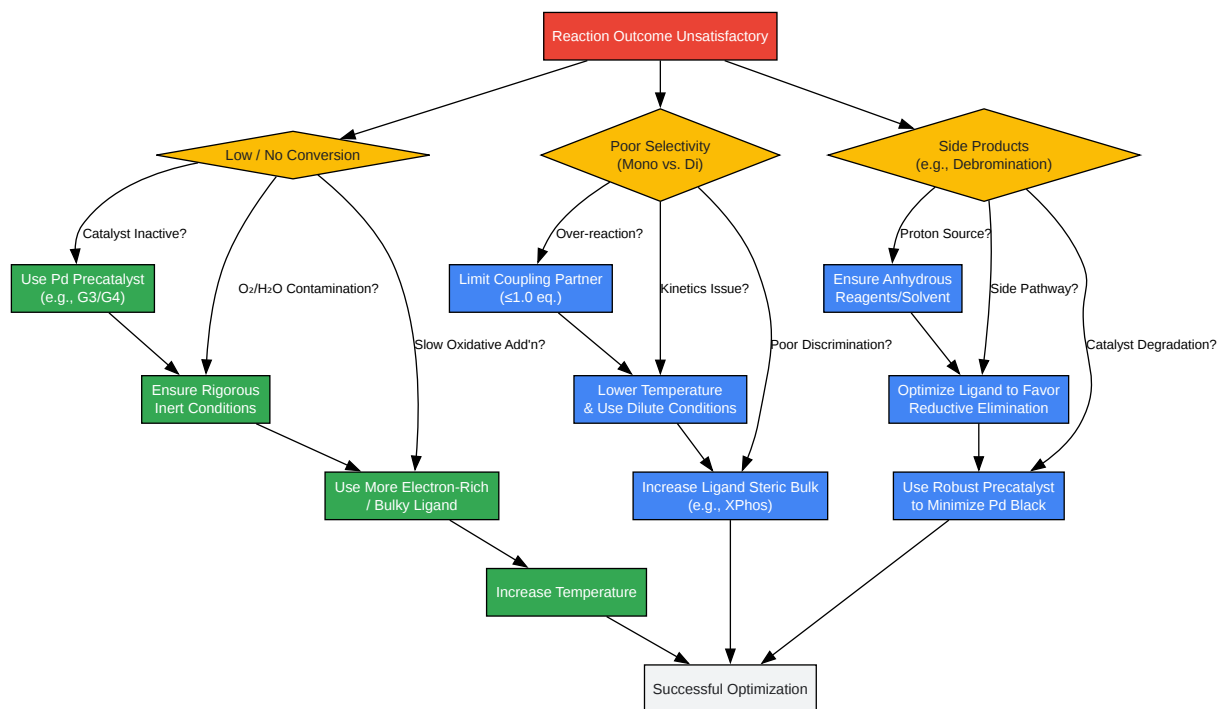 Reaction Outcome Unsatisfactory
Low / No Conversion
Poor Selectivity
(Mono vs. Di)
Side Products
(e.g., Debromination)
Catalyst Inactive?
Over-reaction?
Proton Source?
Use Pd Precatalyst
(e.g., G3/G4)
O₂/H₂O Contamination?
Limit Coupling Partner
(≤1.0 eq.)
Kinetics Issue?
Ensure Anhydrous
Reagents/Solvent
Side Pathway?
Slow Oxidative Add'n?
Poor Discrimination?
Catalyst Degradation?
Ensure Rigorous
Inert Conditions
Lower Temperature
& Use Dilute Conditions
Optimize Ligand to Favor
Reductive Elimination
Use More Electron-Rich
/ Bulky Ligand
Increase Ligand Steric Bulk
(e.g., XPhos)
Use Robust Precatalyst
to Minimize Pd Black
Increase Temperature
Successful Optimization